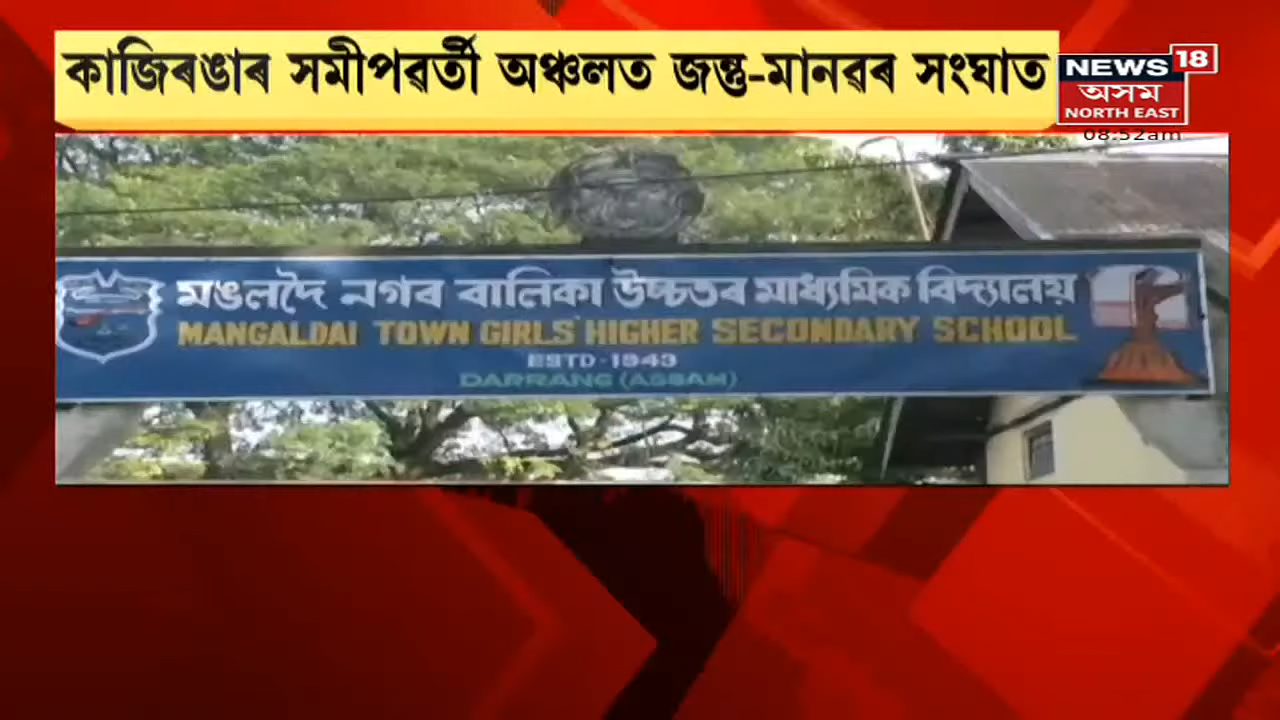 কাজিৰঙাৰ সমীপৱৰ্তী অঞ্চলত জন্তু-মানৱৰ সংঘাত
NEWS 18
অসম
NORTH EAST
08:52am
মঙলদৈ নগৰ বালিকা উচ্চতৰ মাধ্যমিক বিদ্যালয়
MANGALDAI TOWN GIRLS HIGHER SECONDARY SCHOOL
ESTD-1943
DARRANG (ASSAM)